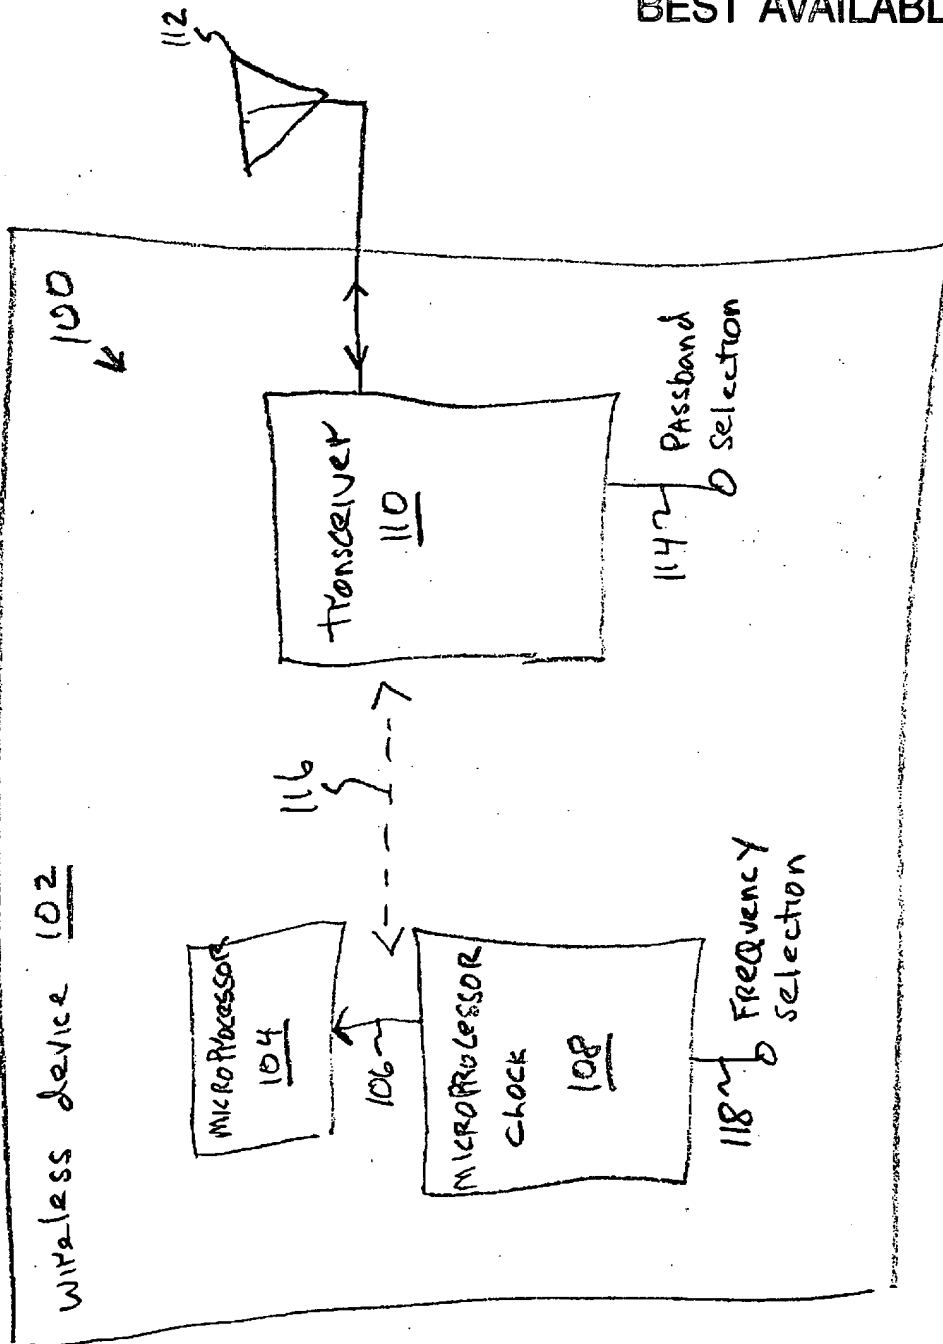 BEST AVAILABL
wireless device 102
100
112
MICROPROCESSOR
104
106
MICROPROCESSOR
CLOCK
108
118
FREQUENCY
selection
116
transceiver
110
114
PAssband
selection